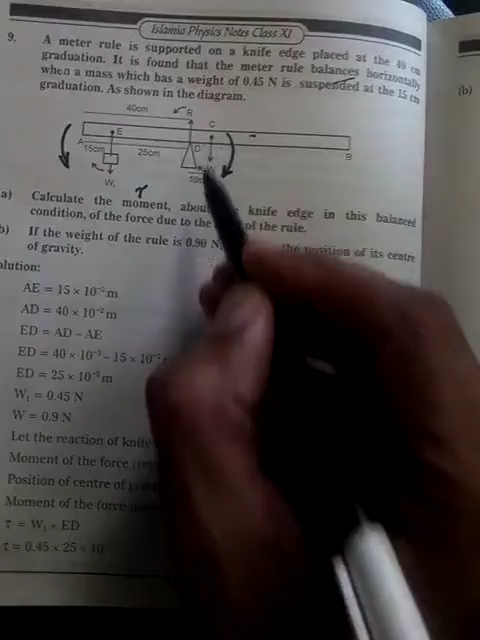 Islamia Physics Notes Class XI
9. A meter rule is supported on a knife edge placed at the 40 cm
graduation. It is found that the meter rule balances horizontally
when a mass which has a weight of 0.45 N is suspended at the 15 cm
graduation. As shown in the diagram.
(b)
40cm R
E C
A D
15cm 25cm B
W₁
τ
a) Calculate the moment, about knife edge in this balanced
condition, of the force due to the of the rule.
b) If the weight of the rule is 0.90 N, the position of its centre
of gravity.
olution:
AE = 15 × 10⁻² m
AD = 40 × 10⁻² m
ED = AD – AE
ED = 40 × 10⁻² – 15 × 10⁻²
ED = 25 × 10⁻² m
W₁ = 0.45 N
W = 0.9 N
Let the reaction of knife
Moment of the force
Position of centre of
Moment of the force
τ = W₁ × ED
τ = 0.45 × 25 × 10